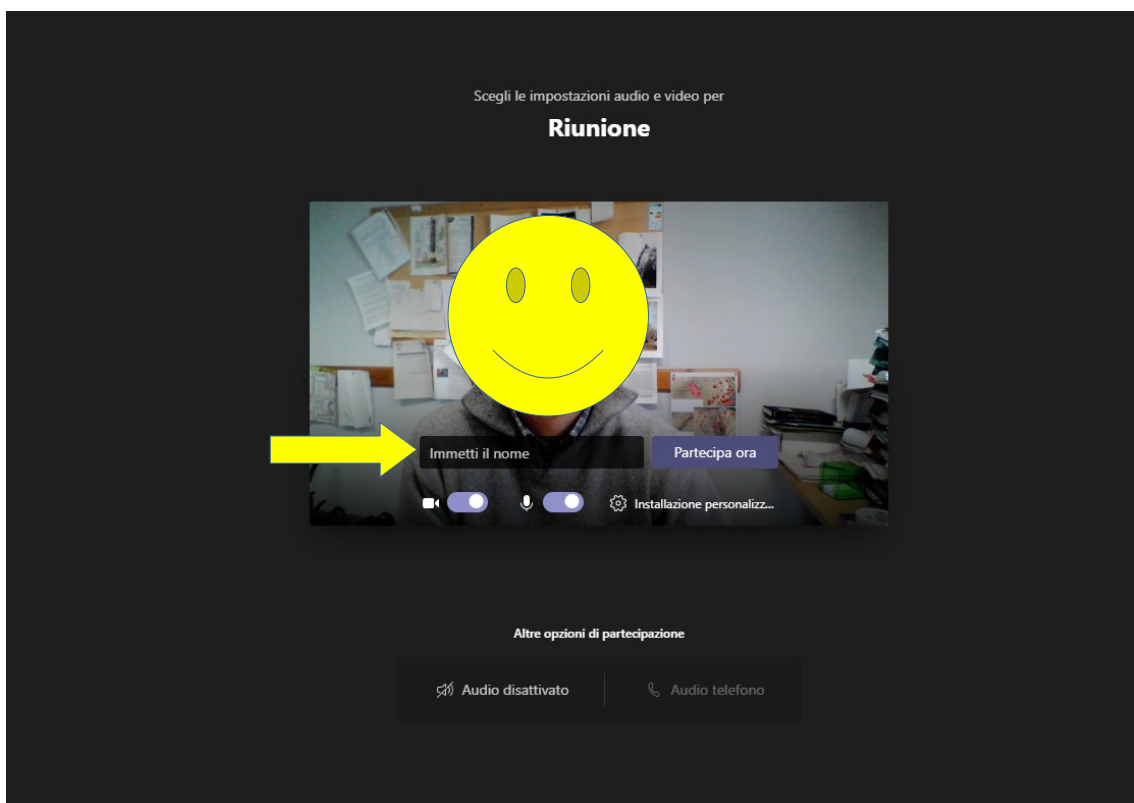 Scegli le impostazioni audio e video per
Riunione
Immetti il nome
Partecipa ora
Installazione personalizz...
Altre opzioni di partecipazione
Audio disattivato
Audio telefono